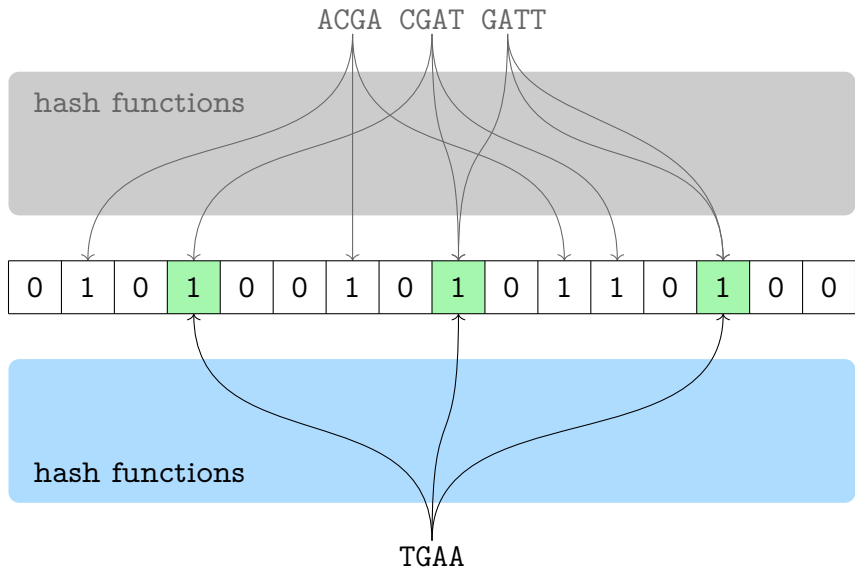 ACGA CGAT GATT
hash functions
0 1 0 1 0 0 1 0 1 0 1 1 0 1 0 0
hash functions
TGAA